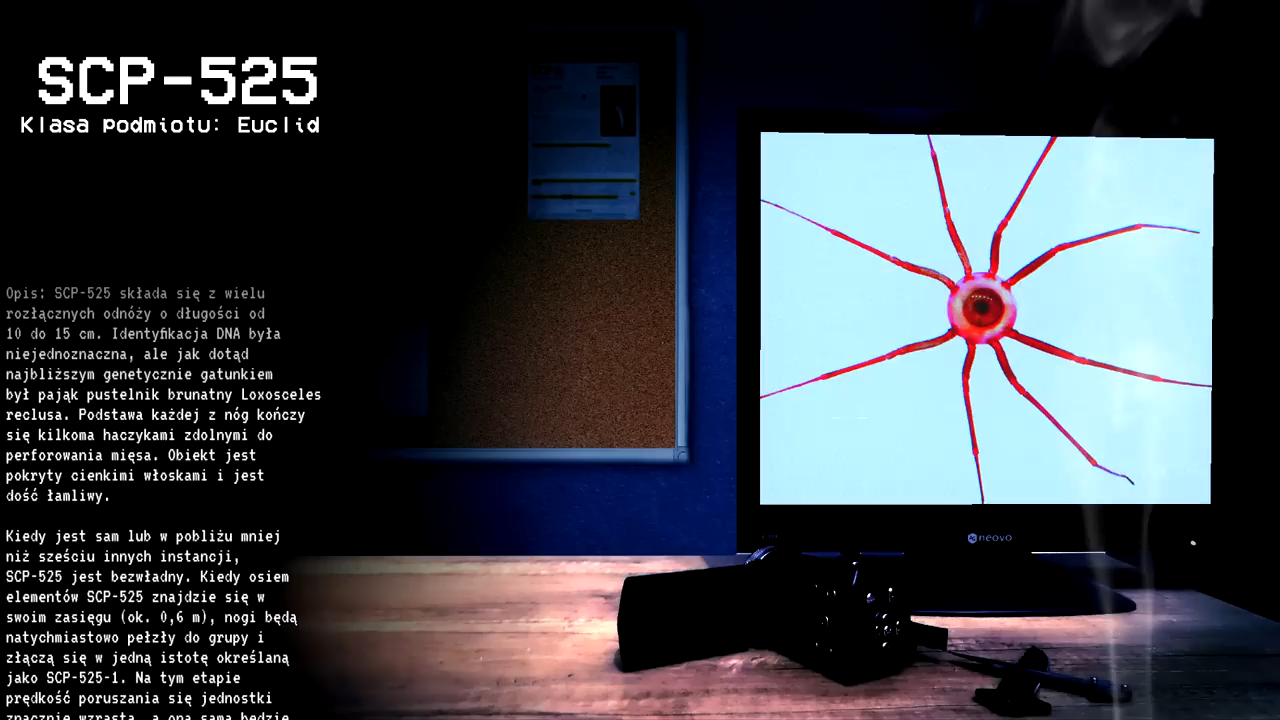 SCP-525
Klasa podmiotu: Euclid
Opis: SCP-525 składa się z wielu
rozłącznych odnóży o długości od
10 do 15 cm. Identyfikacja DNA była
niejednoznaczna, ale jak dotąd
najbliższym genetycznie gatunkiem
był pająk pustelnik brunatny Loxosceles
reclusa. Podstawa każdej z nóg kończy
się kilkoma haczykami zdolnymi do
perforowania mięsa. Obiekt jest
pokryty cienkimi włoskami i jest
dość łamliwy.
Kiedy jest sam lub w pobliżu mniej
niż sześciu innych instancji,
SCP-525 jest bezwładny. Kiedy osiem
elementów SCP-525 znajdzie się w
swoim zasięgu (ok. 0,6 m), nogi będą
natychmiastowo pełzły do grupy i
złączą się w jedną istotę określaną
jako SCP-525-1. Na tym etapie
prędkość poruszania się jednostki
znacznie wzrasta, a ona sama będzie
neovo